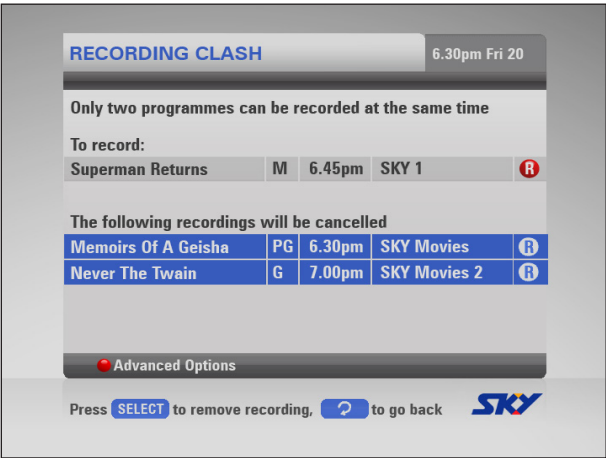 RECORDING CLASH 6.30pm Fri 20
Only two programmes can be recorded at the same time
To record:
Superman Returns M 6.45pm SKY 1 R
The following recordings will be cancelled
Memoirs Of A Geisha PG 6.30pm SKY Movies R
Never The Twain G 7.00pm SKY Movies 2 R
Advanced Options
Press SELECT to remove recording, to go back SKY